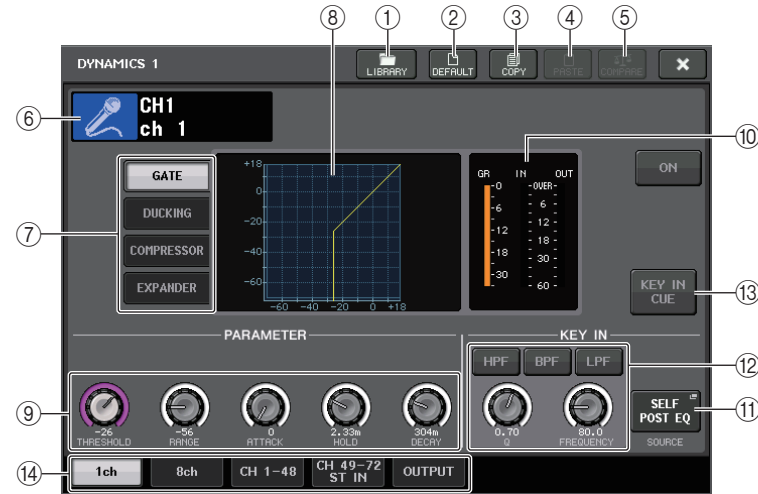 ⑧ ① ② ③ ④ ⑤
DYNAMICS 1
LIBRARY DEFAULT COPY PASTE COMPARE ×
⑥
CH1
ch 1
⑦
GATE
DUCKING
COMPRESSOR
EXPANDER
+18
0
-20
-40
-60
-60 -40 -20 0 +18
⑩
GR IN OUT
-0 -OVER-
-6 - 6 -
-12 - 12 -
- 18 -
-18 - 30 -
-30
- 60 -
ON
KEY IN
CUE
⑬
PARAMETER
KEY IN
HPF BPF LPF
⑫
⑨
-26 -56 0 2.33m 304m
THRESHOLD RANGE ATTACK HOLD DECAY
0.70 80.0
Q FREQUENCY
SELF
POST EQ
SOURCE
⑪
⑭
1ch 8ch CH 1-48 CH 49-72
ST IN OUTPUT